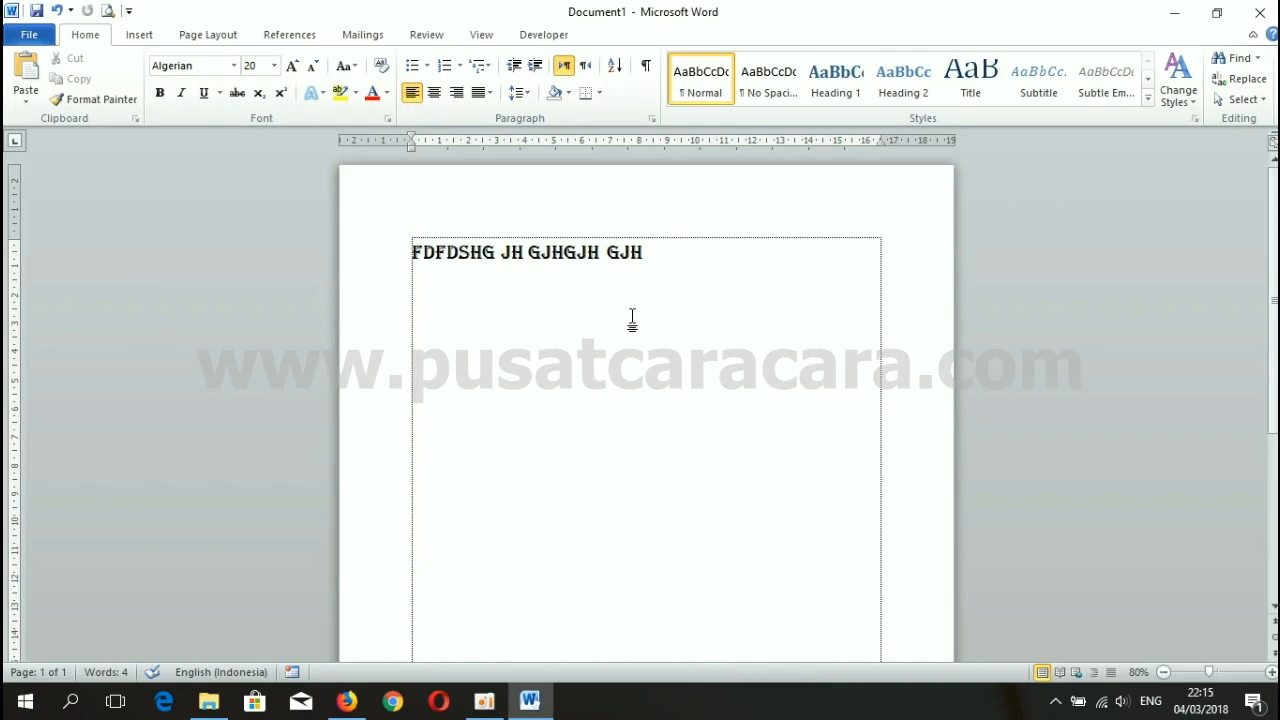 Document1 - Microsoft Word
File Home Insert Page Layout References Mailings Review View Developer
Paste
Cut
Copy
Format Painter
Clipboard
Algerian 20
Font
Paragraph
AaBbCcDc AaBbCcDc AaBbCc AaBbCc AaB AaBbCc. AaBbCcDc
¶ Normal ¶ No Spaci... Heading 1 Heading 2 Title Subtitle Subtle Em...
Change Styles
Styles
Find
Replace
Select
Editing
FDFDSHG JH GJHGJH GJH
www.pusatcaracara.com
Page: 1 of 1 Words: 4 English (Indonesia) 80%
ENG 22:15
04/03/2018